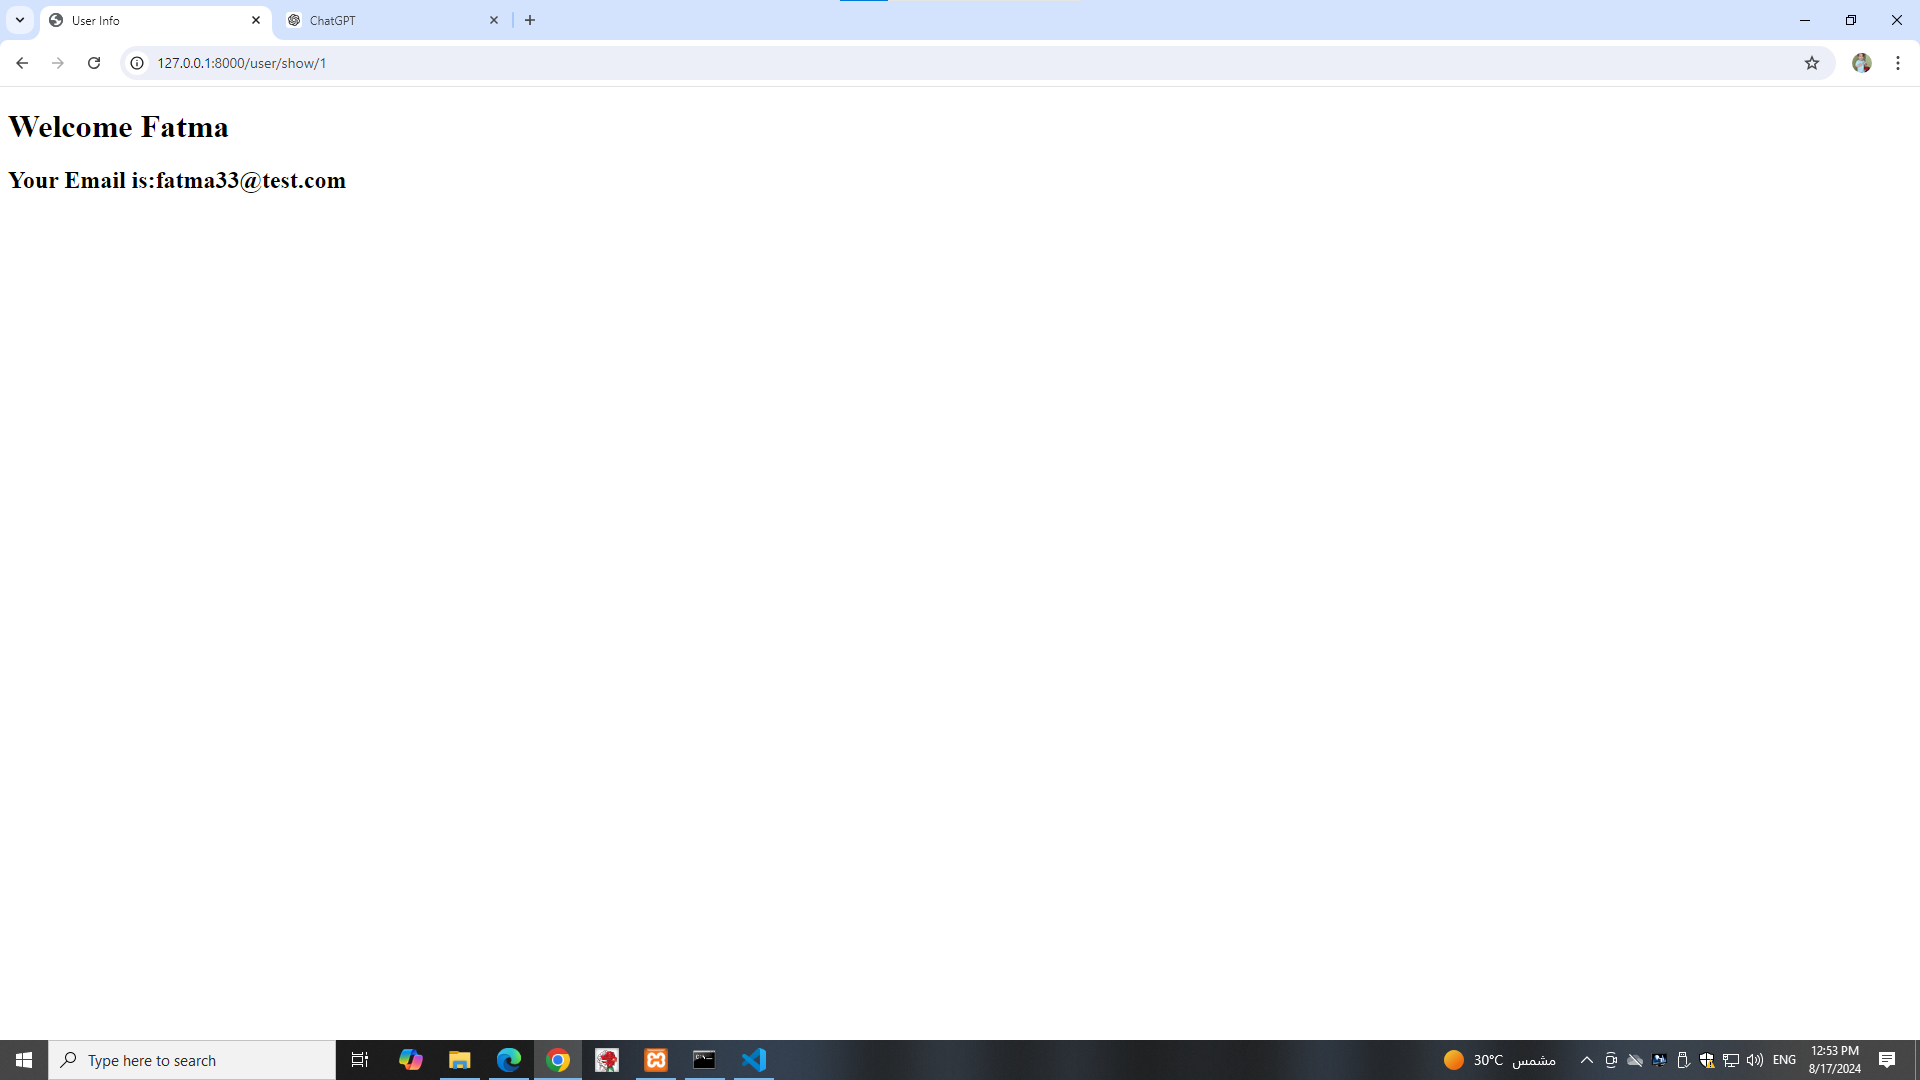 User Info
ChatGPT
127.0.0.1:8000/user/show/1
Welcome Fatma
Your Email is:fatma33@test.com
Type here to search
30°C مشمس
ENG
12:53 PM
8/17/2024